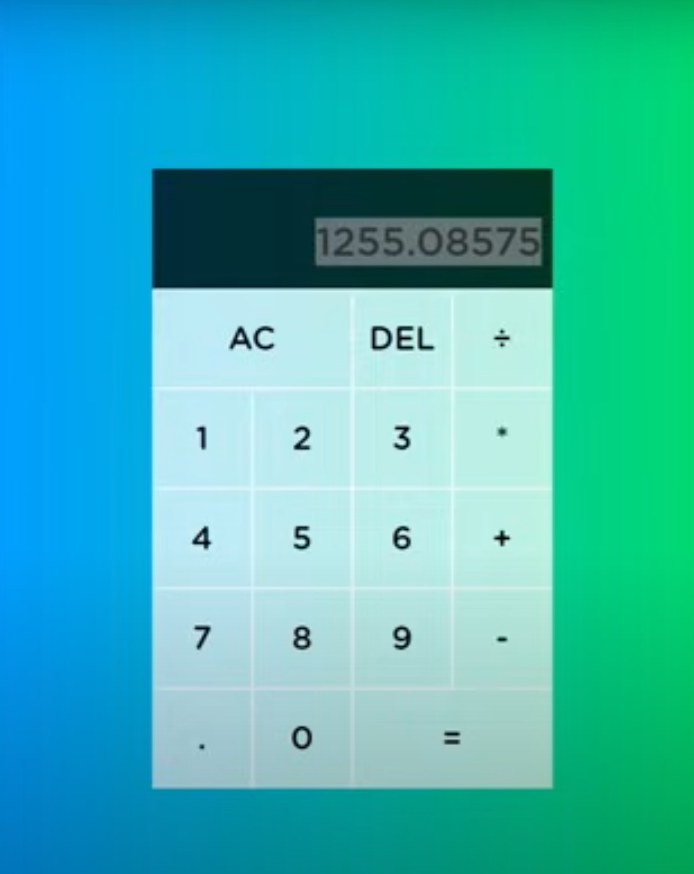 1255.08575
AC DEL ÷
1 2 3 *
4 5 6 +
7 8 9 -
. 0 =